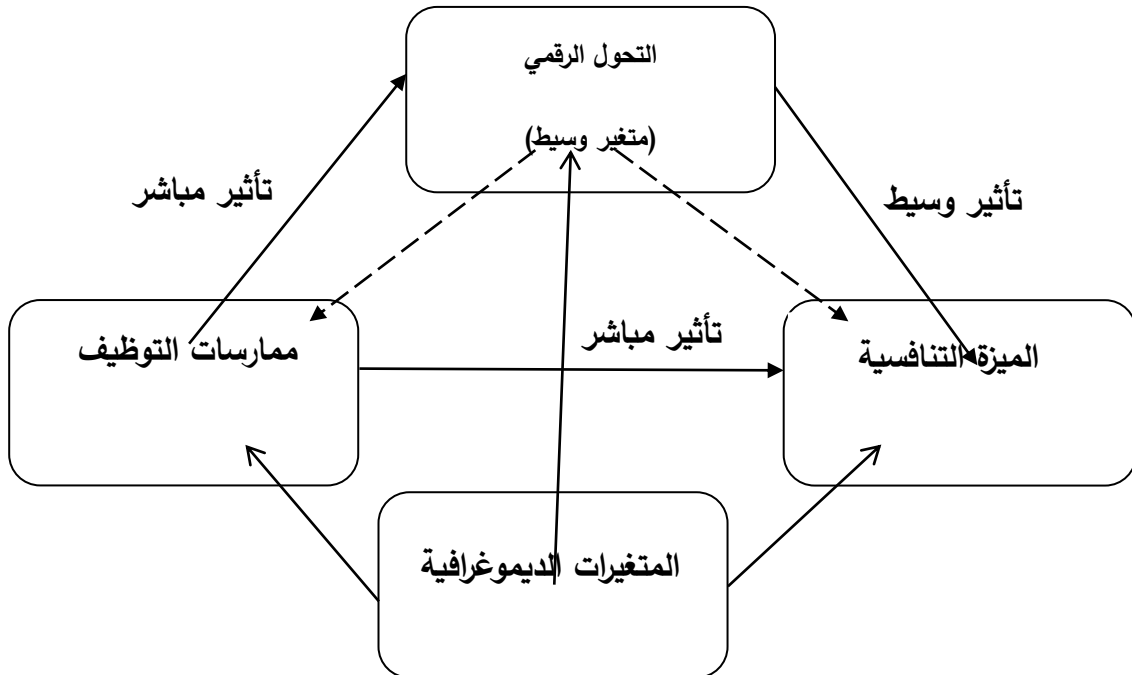 التحول الرقمي
(متغير وسيط)
تأثير مباشر
تأثير وسيط
ممارسات التوظيف
تأثير مباشر
الميزة التنافسية
المتغيرات الديموغرافية